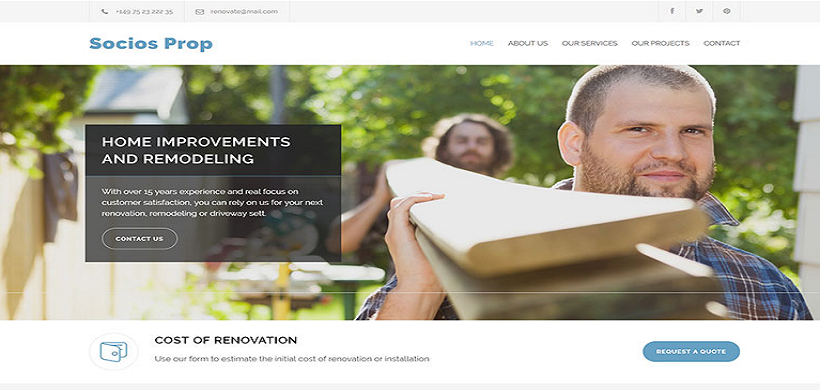 +149 75 23 222 35
renovate@mail.com
Socios Prop
HOME ABOUT US OUR SERVICES OUR PROJECTS CONTACT
HOME IMPROVEMENTS
AND REMODELING
With over 15 years experience and real focus on
customer satisfaction, you can rely on us for your next
renovation, remodeling or driveway sett.
CONTACT US
COST OF RENOVATION
Use our form to estimate the initial cost of renovation or installation
REQUEST A QUOTE